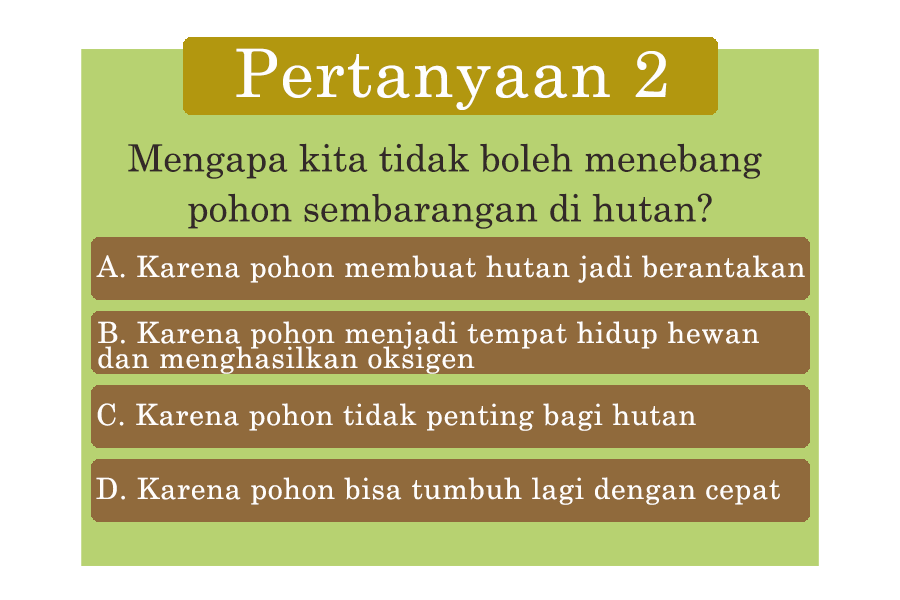 Pertanyaan 2
Mengapa kita tidak boleh menebang
pohon sembarangan di hutan?
A. Karena pohon membuat hutan jadi berantakan
B. Karena pohon menjadi tempat hidup hewan
dan menghasilkan oksigen
C. Karena pohon tidak penting bagi hutan
D. Karena pohon bisa tumbuh lagi dengan cepat